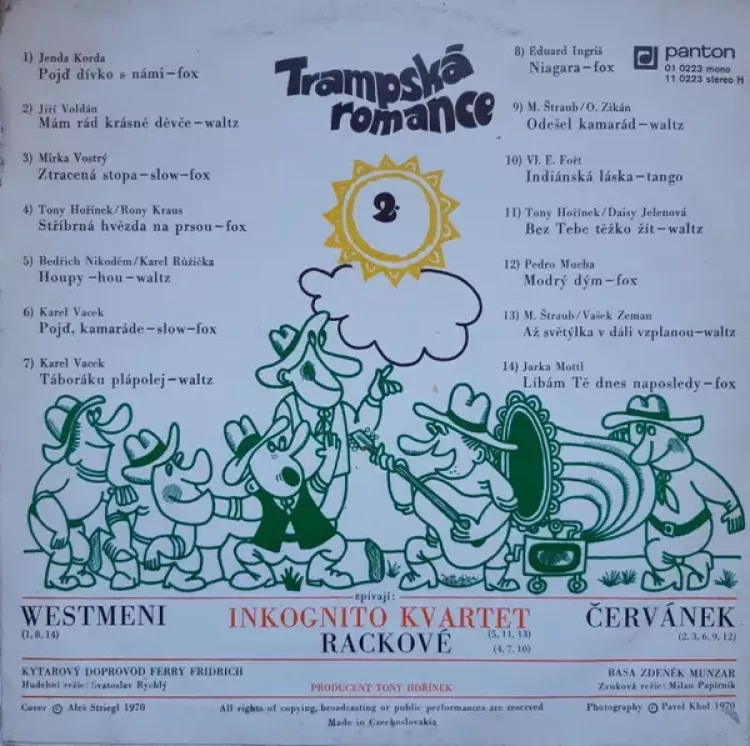 1) Jenda Korda
Pojď dívko s námi – fox
2) Jiří Voldán
Mám rád krásné děvče – waltz
3) Mirka Vostrý
Ztracená stopa – slow – fox
4) Tony Hořínek/Rony Kraus
Stříbrná hvězda na prsou – fox
5) Bedřich Nikodém/Karel Růžička
Houpy – hou – waltz
6) Karel Vacek
Pojď, kamaráde – slow – fox
7) Karel Vacek
Táboráku plápolej – waltz
Trampská
romance
2.
8) Eduard Ingriš
Niagara – fox
9) M. Štraub/O. Zikán
Odešel kamarád – waltz
10) Vl. E. Fořt
Indiánská láska – tango
11) Tony Hořínek/Daisy Jelenová
Bez Tebe těžko žít – waltz
12) Pedro Mucha
Modrý dým – fox
13) M. Štraub/Vašek Zeman
Až světýlka v dáli vzplanou – waltz
14) Jarka Mottl
Líbám Tě dnes naposledy – fox
panton
01 0223 mono
11 0223 stereo H
zpívají:
WESTMENI
(1, 8, 14)
INKOGNITO KVARTET
(5, 11, 13)
RACKOVÉ
(4, 7, 10)
ČERVÁNEK
(2, 3, 6, 9, 12)
KYTAROVÝ DOPROVOD FERRY FRIDRICH
Hudební režie: Svatoslav Rychlý
PRODUCENT TONY HOŘÍNEK
BASA ZDENĚK MUNZAR
Zvuková režie: Milan Papírník
Cover © Aleš Striegl 1970
All rights of copying, broadcasting or public performances are reserved
Made in Czechoslovakia
Photography © Pavel Khol 1970